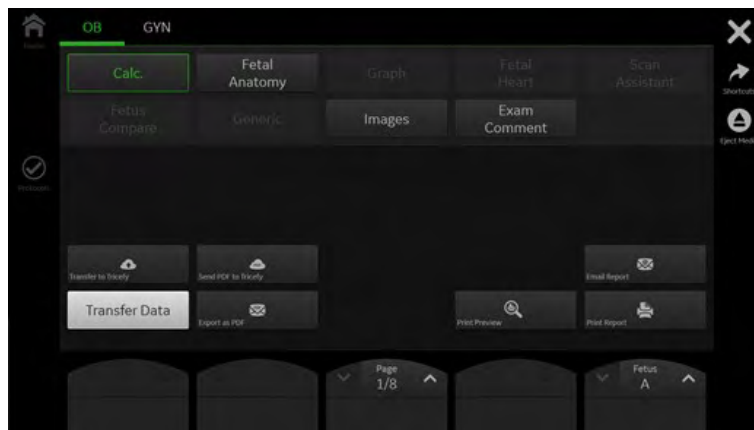 OB GYN
Calc.
Fetal
Anatomy
Graph
Fetal
Heart
Scan
Assistant
Shortcuts
Fetus
Compare
Generic
Images
Exam
Comment
Eject Media
Transfer to Tricefy
Send PDF to Tricefy
Email Report
Transfer Data
Export as PDF
Print Preview
Print Report
Page
1/8
Fetus
A